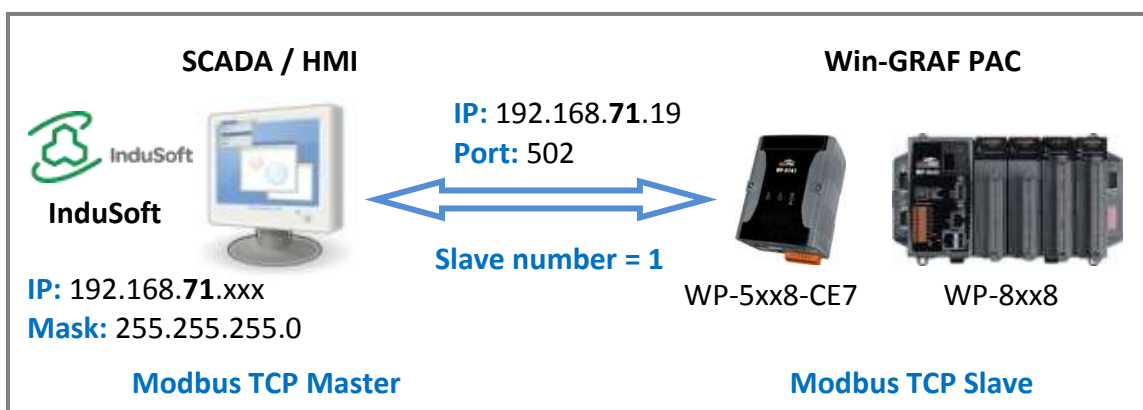 SCADA / HMI
Win-GRAF PAC
IP: 192.168.71.19
Port: 502
InduSoft
InduSoft
Slave number = 1
IP: 192.168.71.xxx
Mask: 255.255.255.0
WP-5xx8-CE7
WP-8xx8
Modbus TCP Master
Modbus TCP Slave